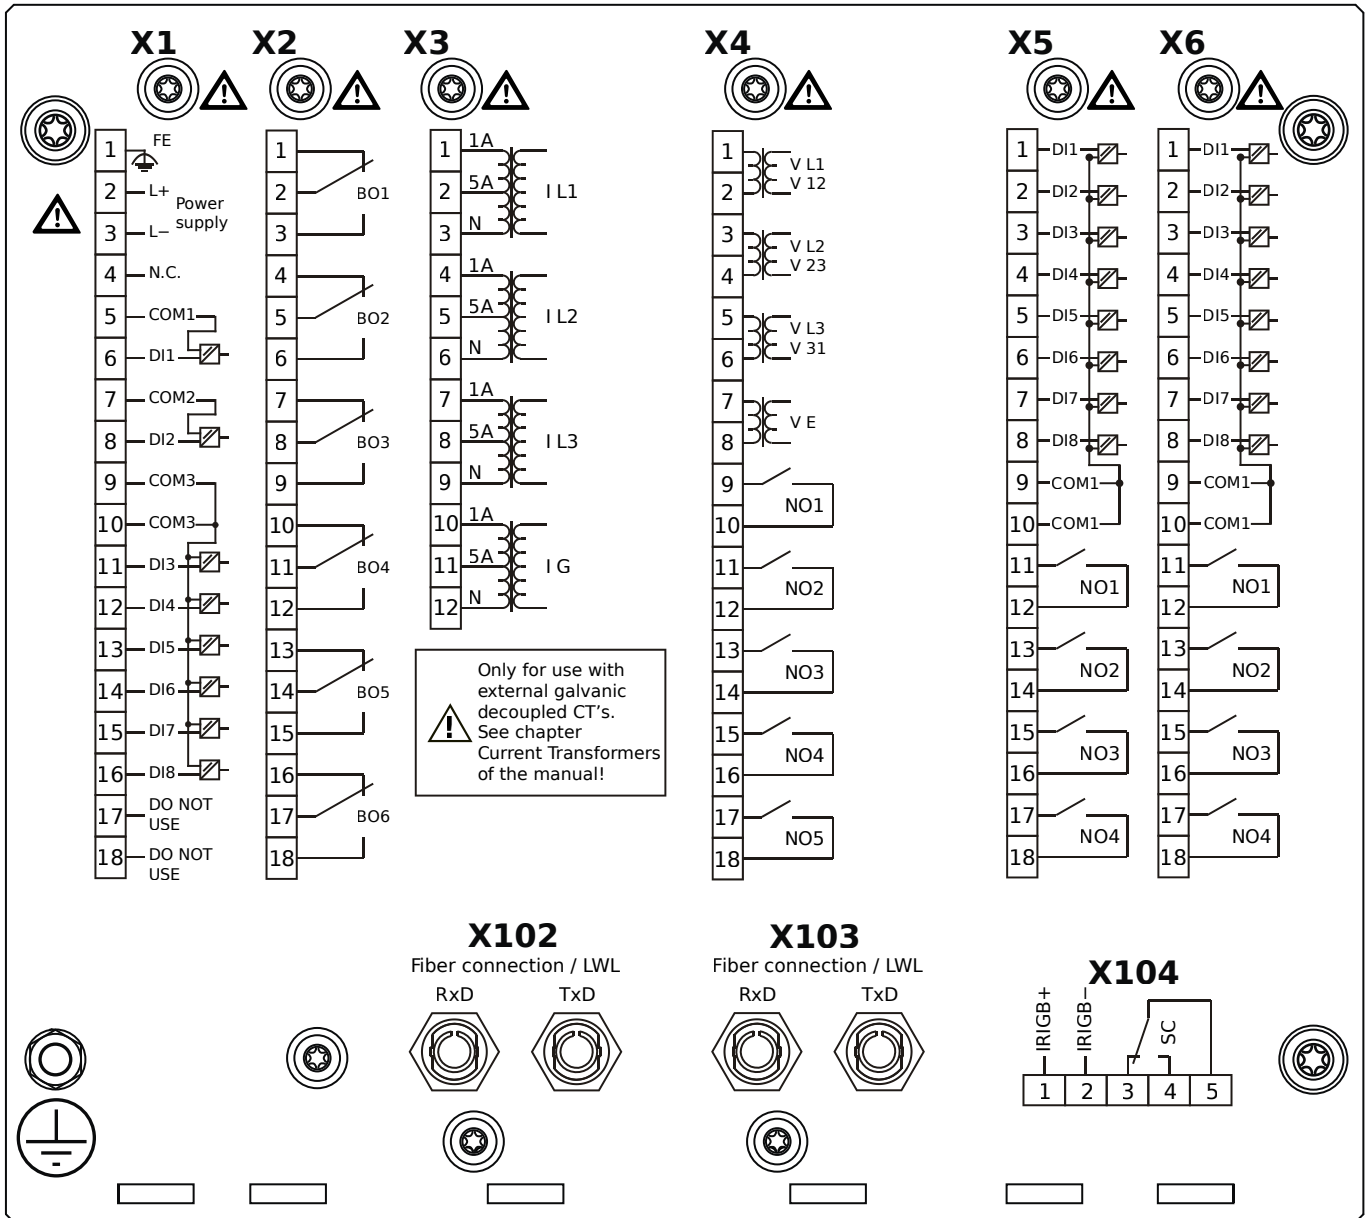 X1 X2 X3 X4 X5 X6
1 FE
2 L+
Power
supply
3 L−
4 N.C.
5 COM1
6 DI1
7 COM2
8 DI2
9 COM3
10 COM3
11 DI3
12 DI4
13 DI5
14 DI6
15 DI7
16 DI8
17 DO NOT
USE
18 DO NOT
USE
1
2 BO1
3
4
5 BO2
6
7
8 BO3
9
10
11 BO4
12
13
14 BO5
15
16
17 BO6
18
1 1A
2 5A I L1
3 N
4 1A
5 5A I L2
6 N
7 1A
8 5A I L3
9 N
10 1A
11 5A I G
12 N
Only for use with
external galvanic
decoupled CT's.
See chapter
Current Transformers
of the manual!
1 V L1
2 V 12
3 V L2
4 V 23
5 V L3
6 V 31
7 V E
8
9 NO1
10
11 NO2
12
13 NO3
14
15 NO4
16
17 NO5
18
1 DI1
2 DI2
3 DI3
4 DI4
5 DI5
6 DI6
7 DI7
8 DI8
9 COM1
10 COM1
11 NO1
12
13 NO2
14
15 NO3
16
17 NO4
18
1 DI1
2 DI2
3 DI3
4 DI4
5 DI5
6 DI6
7 DI7
8 DI8
9 COM1
10 COM1
11 NO1
12
13 NO2
14
15 NO3
16
17 NO4
18
X102
Fiber connection / LWL
RxD TxD
X103
Fiber connection / LWL
RxD TxD
X104
IRIGB+
IRIGB−
SC
1 2 3 4 5